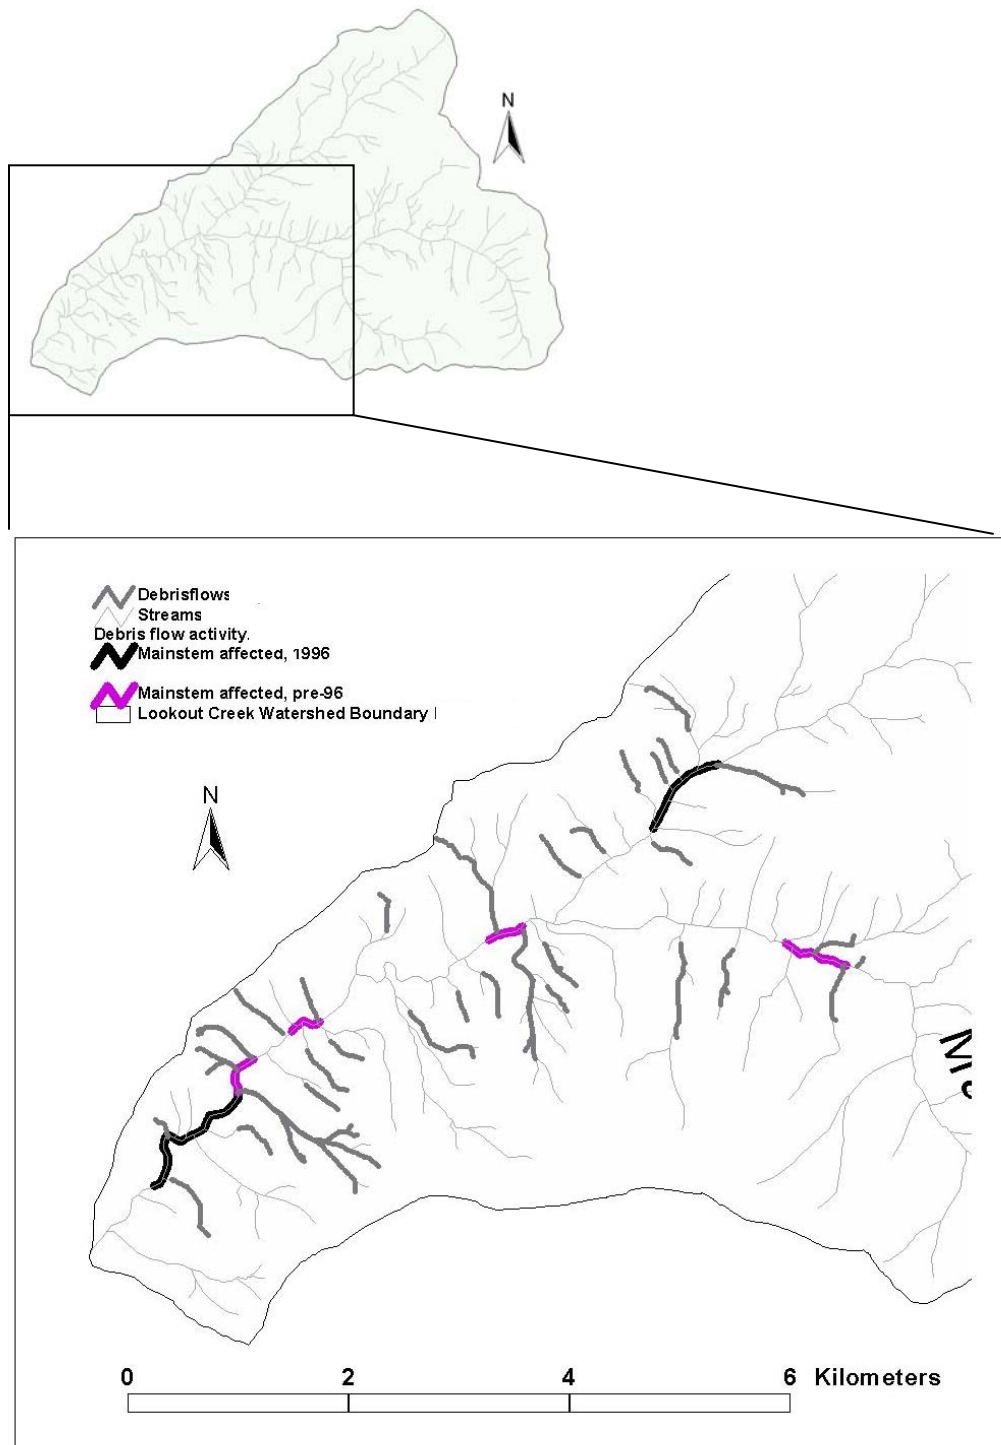 N
Debrisflows
Streams
Debris flow activity.
Mainstem affected, 1996
Mainstem affected, pre-96
Lookout Creek Watershed Boundary
N
0 2 4 6 Kilometers